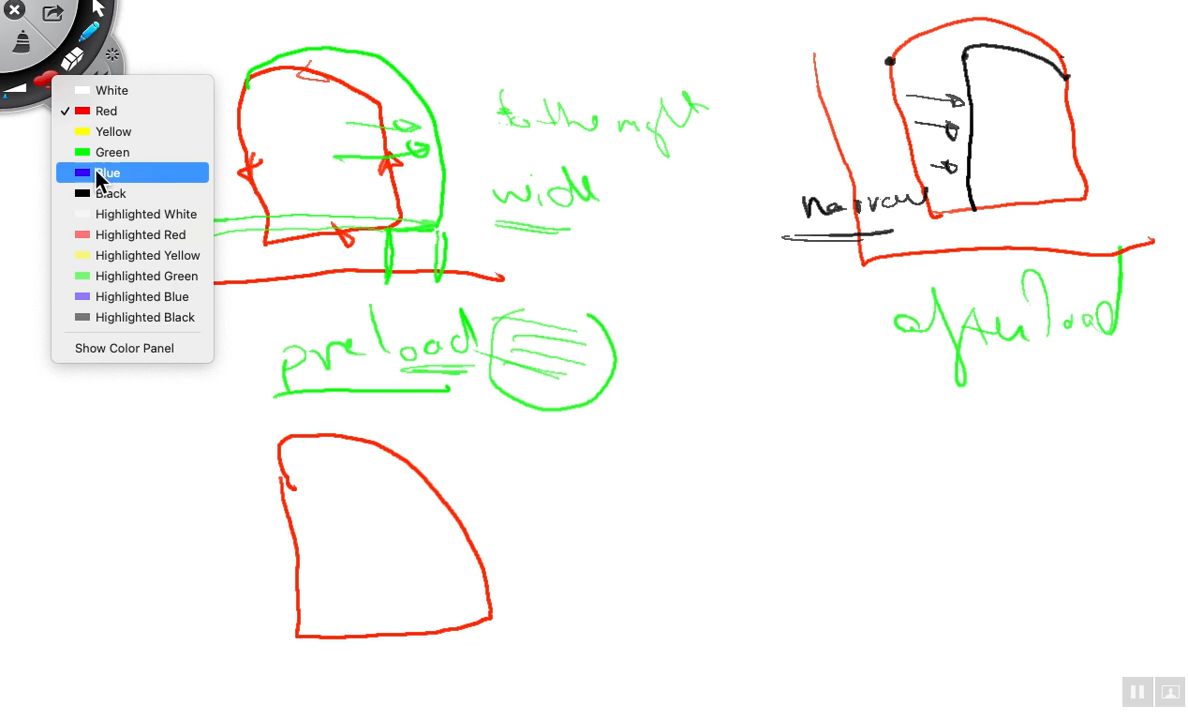 White
Red
Yellow
Green
Blue
Black
Highlighted White
Highlighted Red
Highlighted Yellow
Highlighted Green
Highlighted Blue
Highlighted Black
Show Color Panel
to the right
wide
preload
narrow
afterload